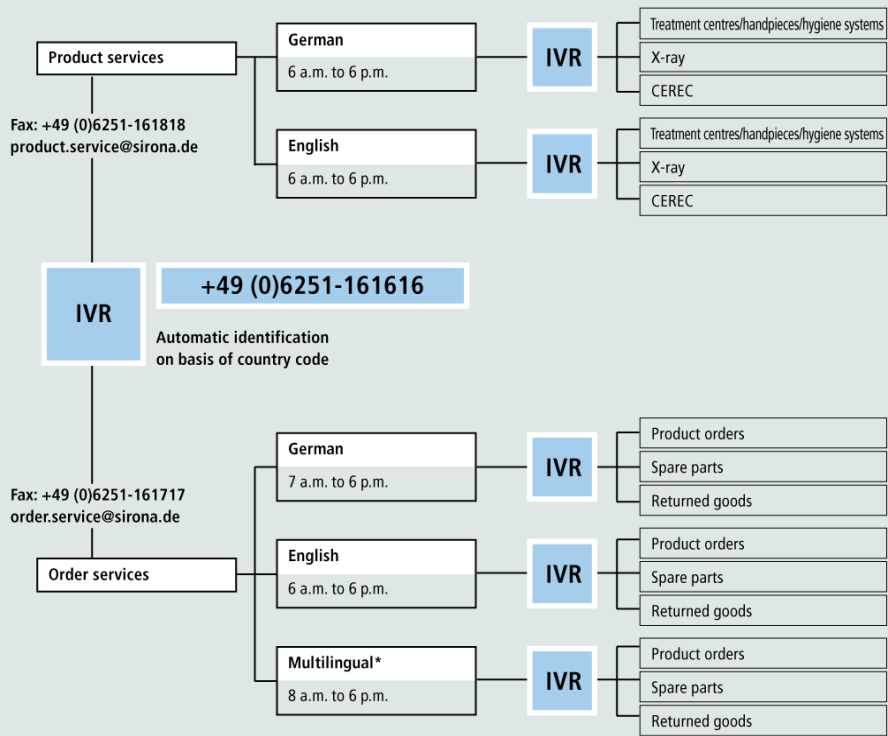 Product services
Fax: +49 (0)6251-161818
product.service@sirona.de
German
6 a.m. to 6 p.m.
IVR
Treatment centres/handpieces/hygiene systems
X-ray
CEREC
English
6 a.m. to 6 p.m.
IVR
Treatment centres/handpieces/hygiene systems
X-ray
CEREC
IVR
+49 (0)6251-161616
Automatic identification
on basis of country code
Fax: +49 (0)6251-161717
order.service@sirona.de
Order services
German
7 a.m. to 6 p.m.
IVR
Product orders
Spare parts
Returned goods
English
6 a.m. to 6 p.m.
IVR
Product orders
Spare parts
Returned goods
Multilingual*
8 a.m. to 6 p.m.
IVR
Product orders
Spare parts
Returned goods